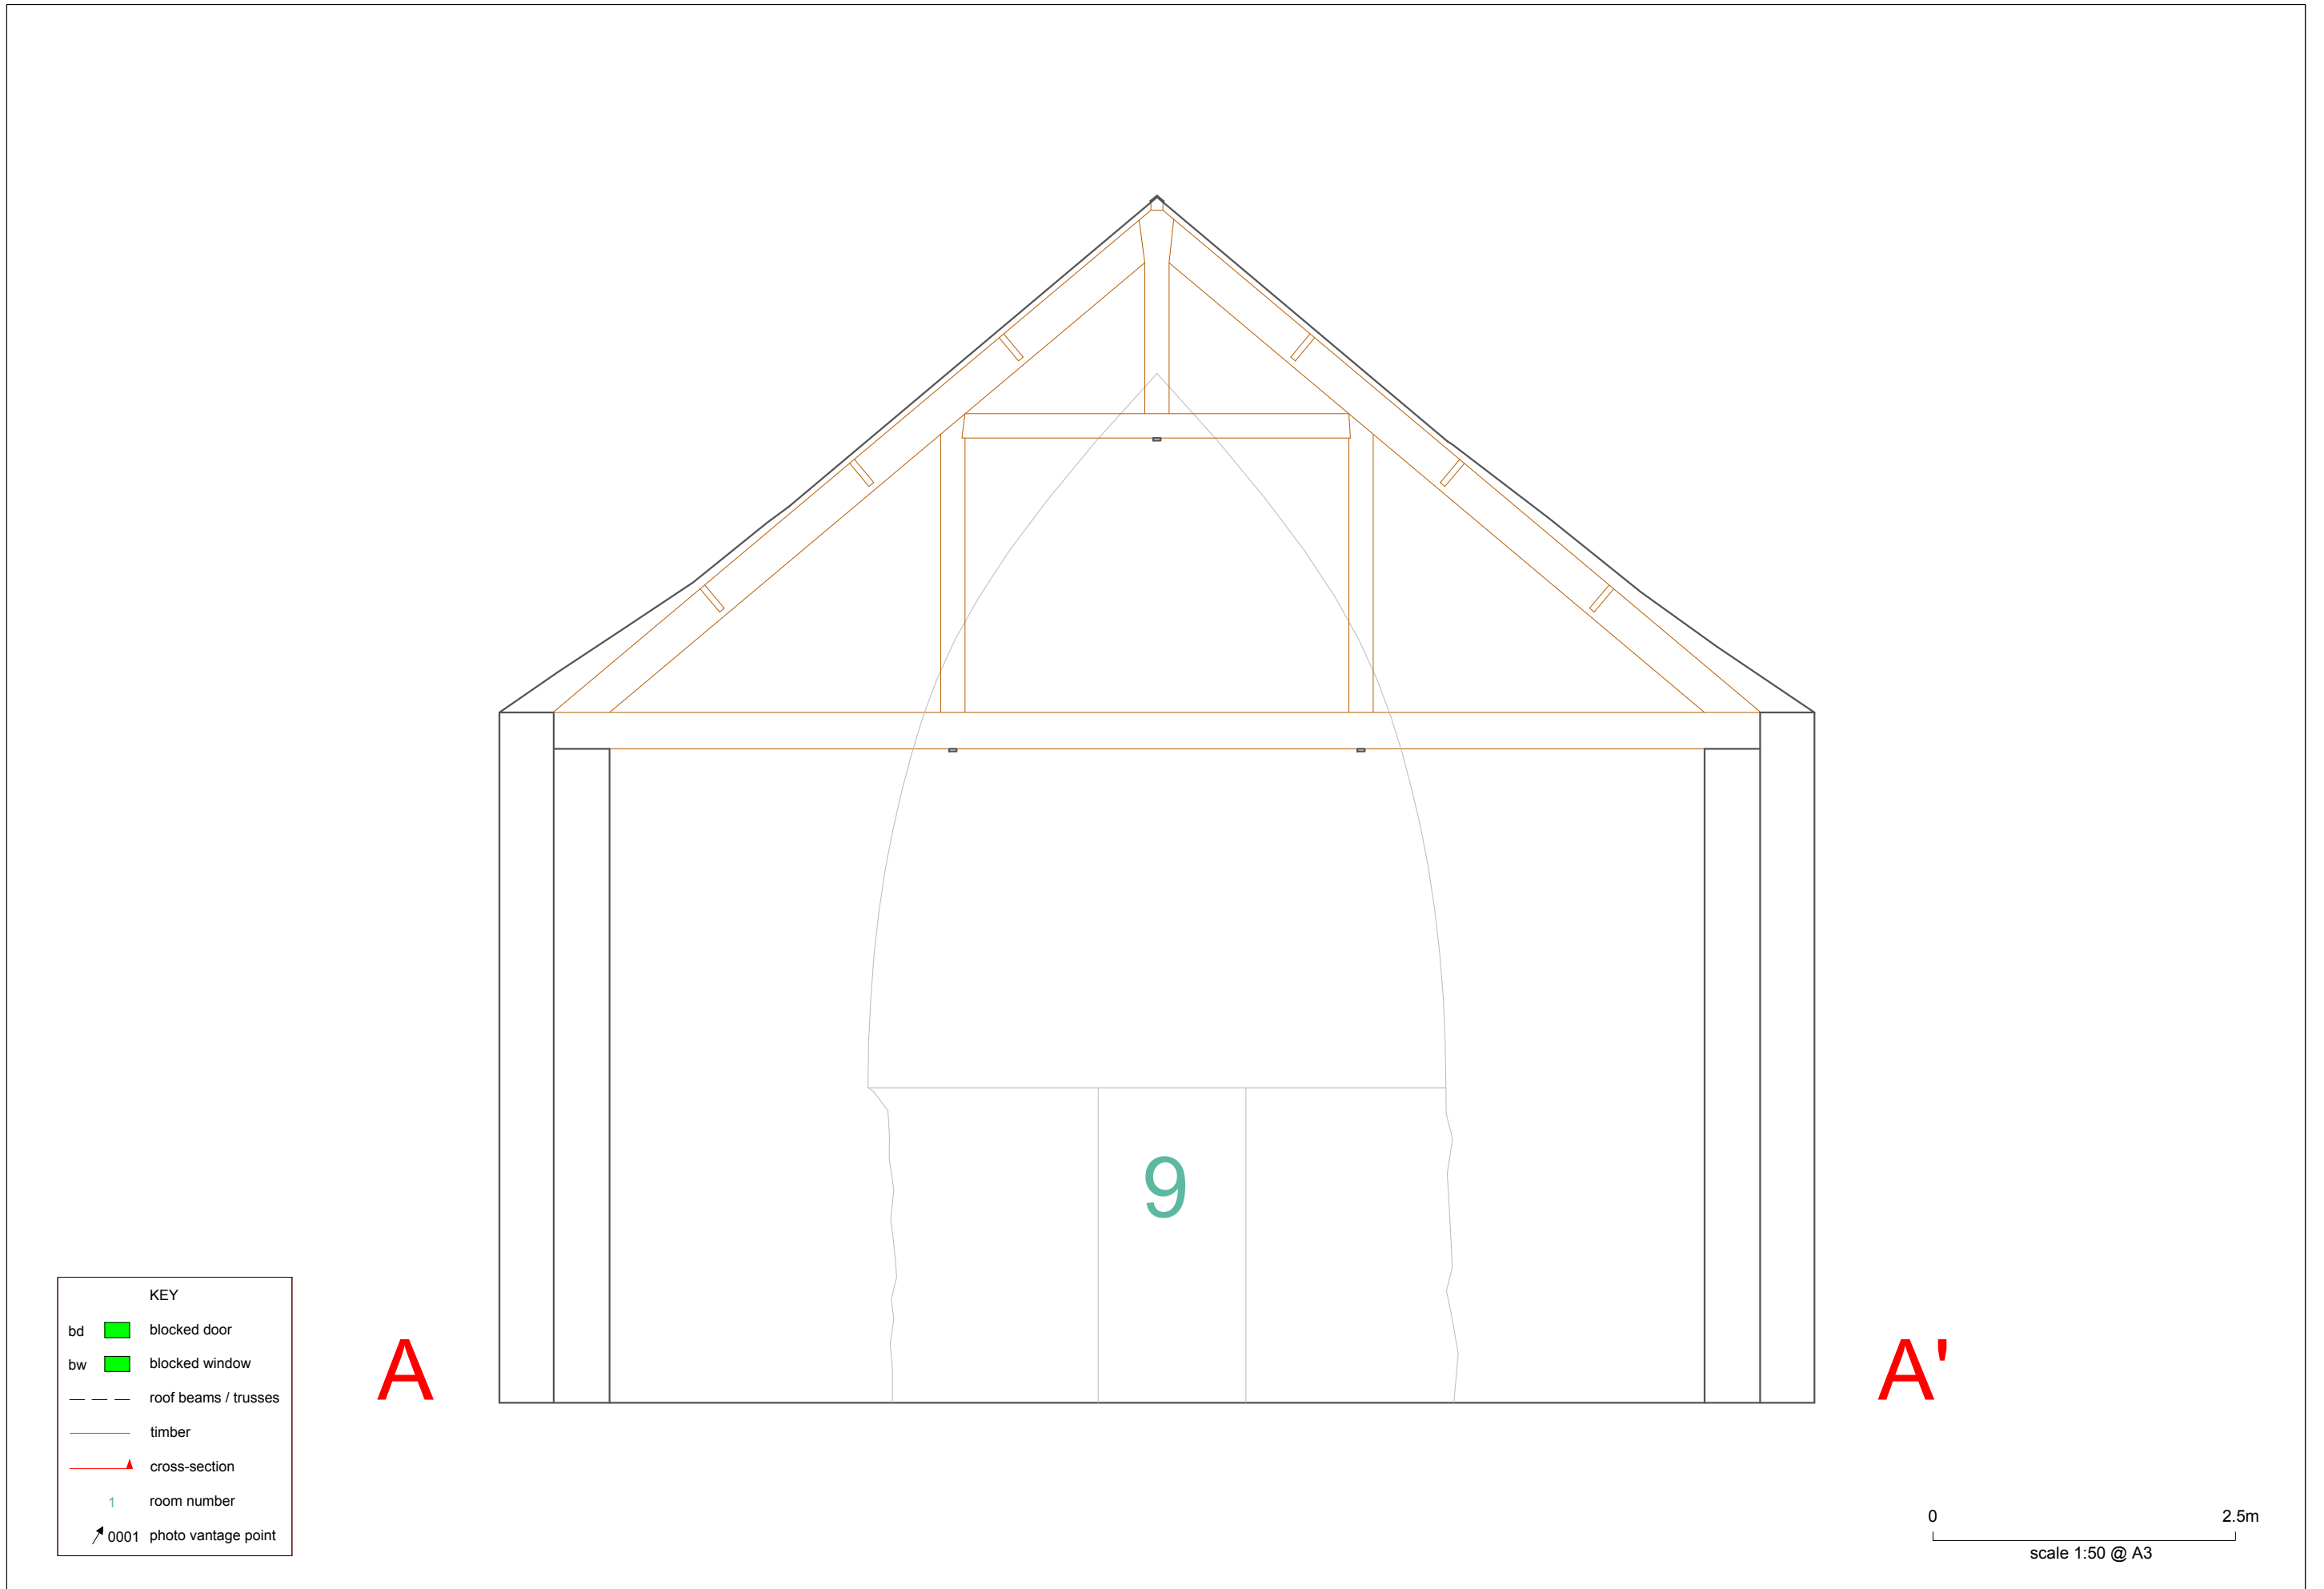 9
A
A'
KEY
bd blocked door
bw blocked window
roof beams / trusses
timber
cross-section
1 room number
0001 photo vantage point
0 2.5m
scale 1:50 @ A3